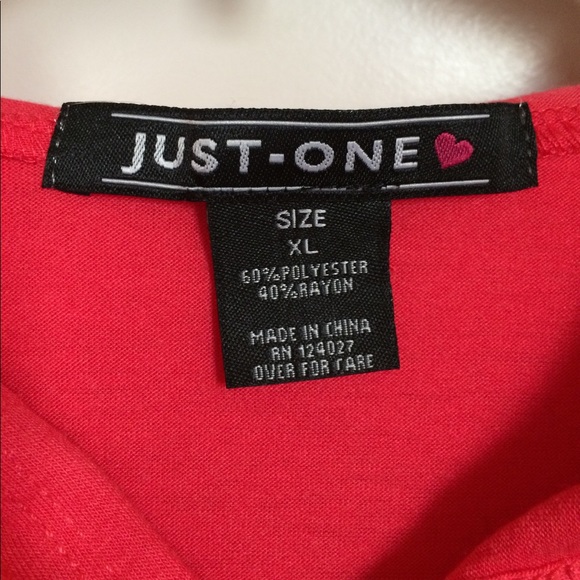 JUST-ONE
SIZE
XL
60%POLYESTER
40%RAYON
MADE IN CHINA
RN 124027
OVER FOR CARE